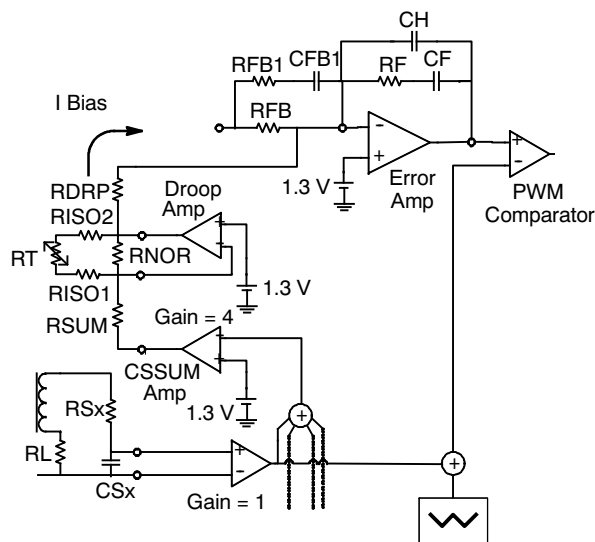 CH
RFB1
CFB1
RF
CF
I Bias
RFB
-
+
+
-
1.3 V
Error
Amp
PWM
Comparator
RDRP
Droop
Amp
RISO2
+
-
RT
RNOR
1.3 V
RISO1
RSUM
Gain = 4
CSSUM
Amp
1.3 V
+
RSx
RL
CSx
+
-
Gain = 1
+